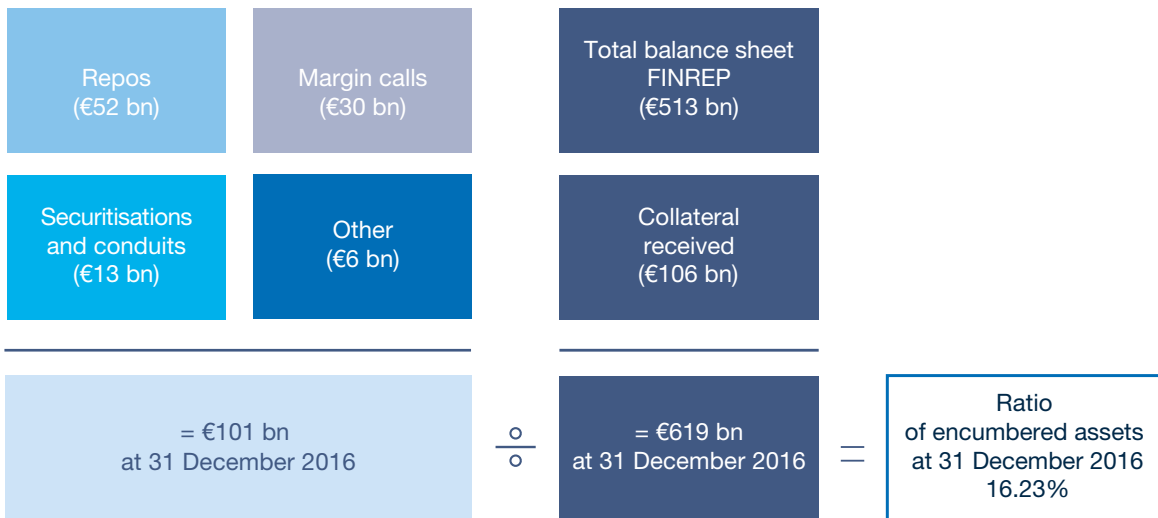 Repos
(€52 bn)
Margin calls
(€30 bn)
Total balance sheet
FINREP
(€513 bn)
Securitisations
and conduits
(€13 bn)
Other
(€6 bn)
Collateral
received
(€106 bn)
= €101 bn
at 31 December 2016
÷
= €619 bn
at 31 December 2016
=
Ratio
of encumbered assets
at 31 December 2016
16.23%